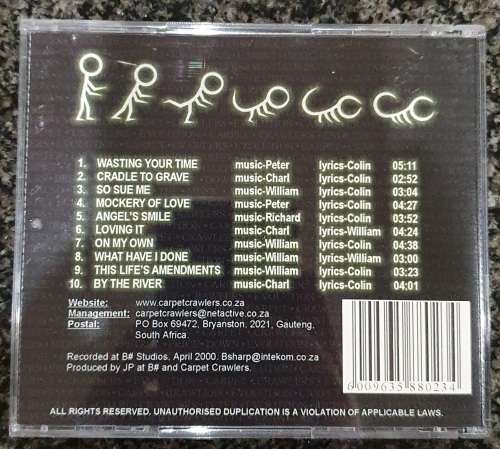 1. WASTING YOUR TIME music-Peter lyrics-Colin 05:11
2. CRADLE TO GRAVE music-Charl lyrics-Colin 02:52
3. SO SUE ME music-William lyrics-Colin 03:04
4. MOCKERY OF LOVE music-Peter lyrics-Colin 04:27
5. ANGEL'S SMILE music-Richard lyrics-Colin 03:52
6. LOVING IT music-Charl lyrics-William 04:24
7. ON MY OWN music-William lyrics-Colin 04:38
8. WHAT HAVE I DONE music-William lyrics-William 03:00
9. THIS LIFE'S AMENDMENTS music-William lyrics-Colin 03:23
10. BY THE RIVER music-Charl lyrics-Colin 04:01
Website: www.carpetcrawlers.co.za
Management: carpetcrawlers@netactive.co.za
Postal: PO Box 69472, Bryanston. 2021, Gauteng.
South Africa.
Recorded at B# Studios, April 2000. Bsharp@intekom.co.za
Produced by JP at B# and Carpet Crawlers.
6009635 880234
ALL RIGHTS RESERVED. UNAUTHORISED DUPLICATION IS A VIOLATION OF APPLICABLE LAWS.